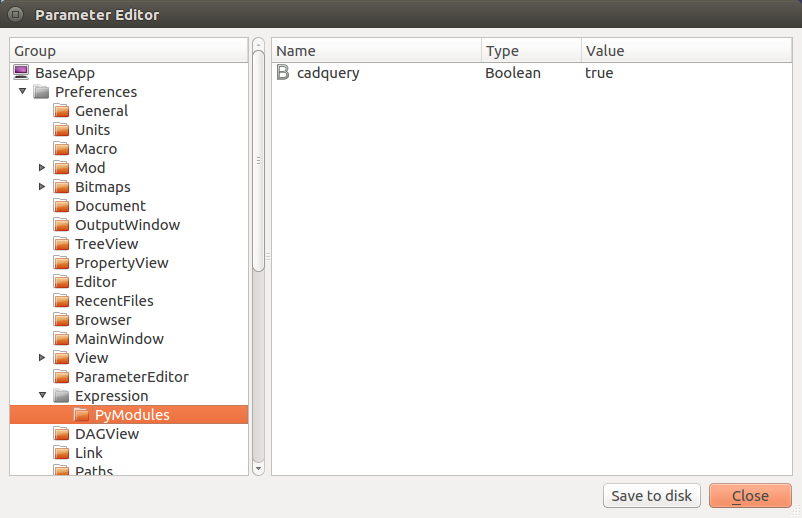 Parameter Editor
Group
BaseApp
Preferences
General
Units
Macro
Mod
Bitmaps
Document
OutputWindow
TreeView
PropertyView
Editor
RecentFiles
Browser
MainWindow
View
ParameterEditor
Expression
PyModules
DAGView
Link
Paths
Name Type Value
B cadquery Boolean true
Save to disk Close